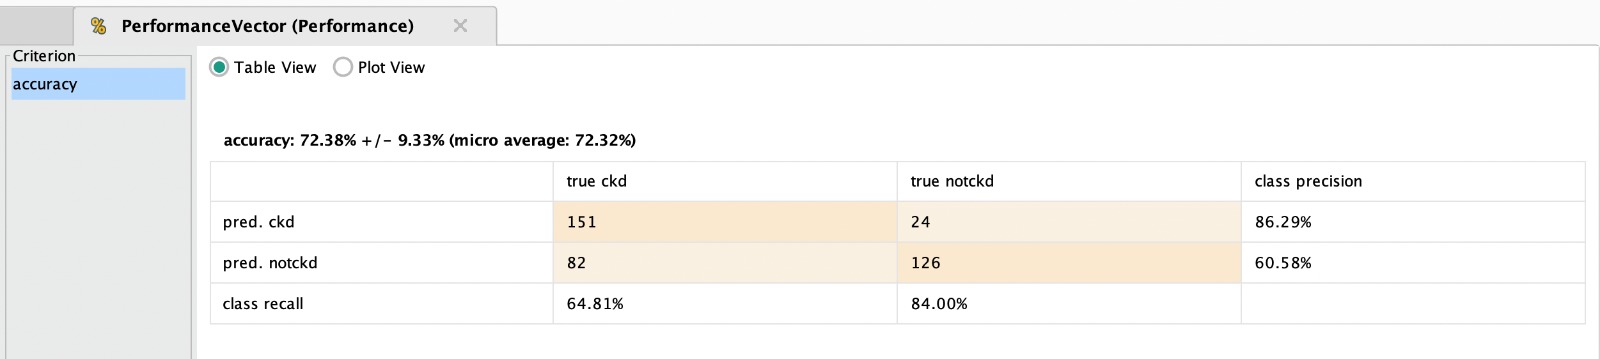 PerformanceVector (Performance)
Criterion
accuracy
Table View Plot View
accuracy: 72.38% +/- 9.33% (micro average: 72.32%)
true ckd true notckd class precision
pred. ckd 151 24 86.29%
pred. notckd 82 126 60.58%
class recall 64.81% 84.00%